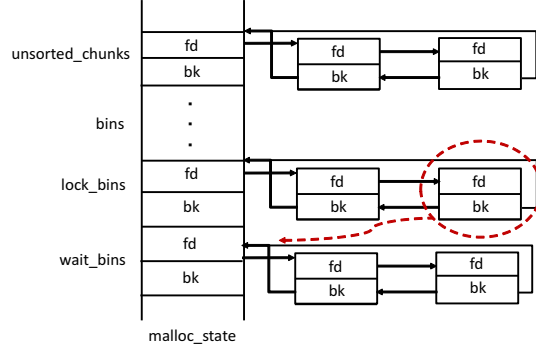 unsorted_chunks
fd
bk
fd
bk
fd
bk
.
.
.
bins
lock_bins
fd
bk
fd
bk
fd
bk
wait_bins
fd
bk
fd
bk
fd
bk
malloc_state